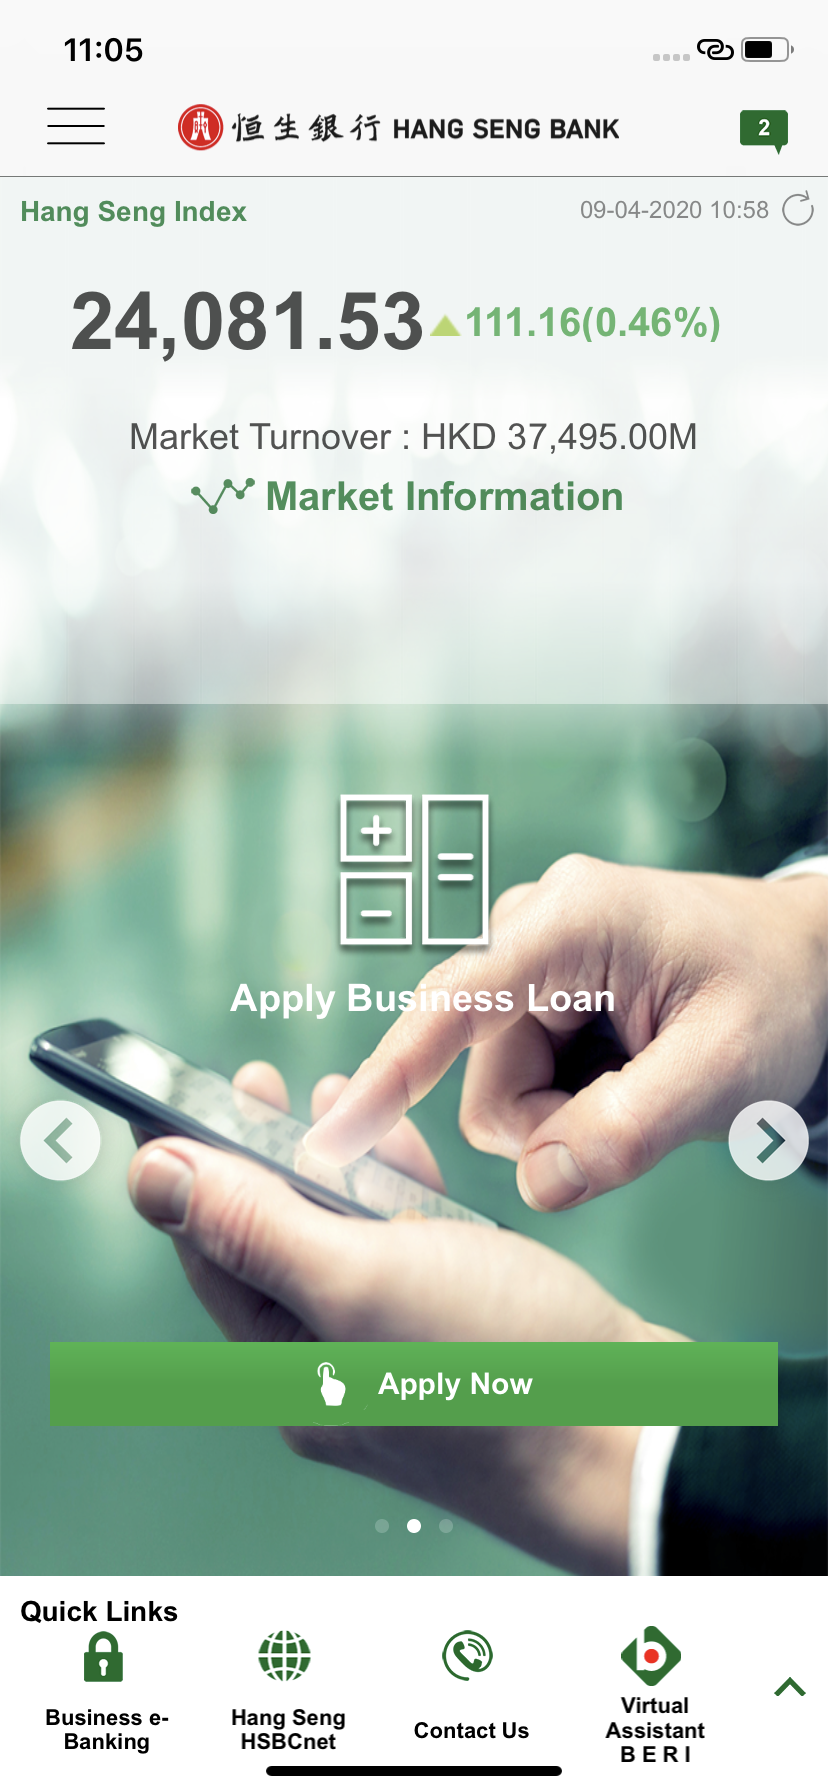 11:05
恒生銀行 HANG SENG BANK
2
Hang Seng Index
09-04-2020 10:58
24,081.53 111.16(0.46%)
Market Turnover : HKD 37,495.00M
Market Information
Apply Business Loan
Apply Now
Quick Links
Business e-
Banking
Hang Seng
HSBCnet
Contact Us
Virtual
Assistant
B E R I